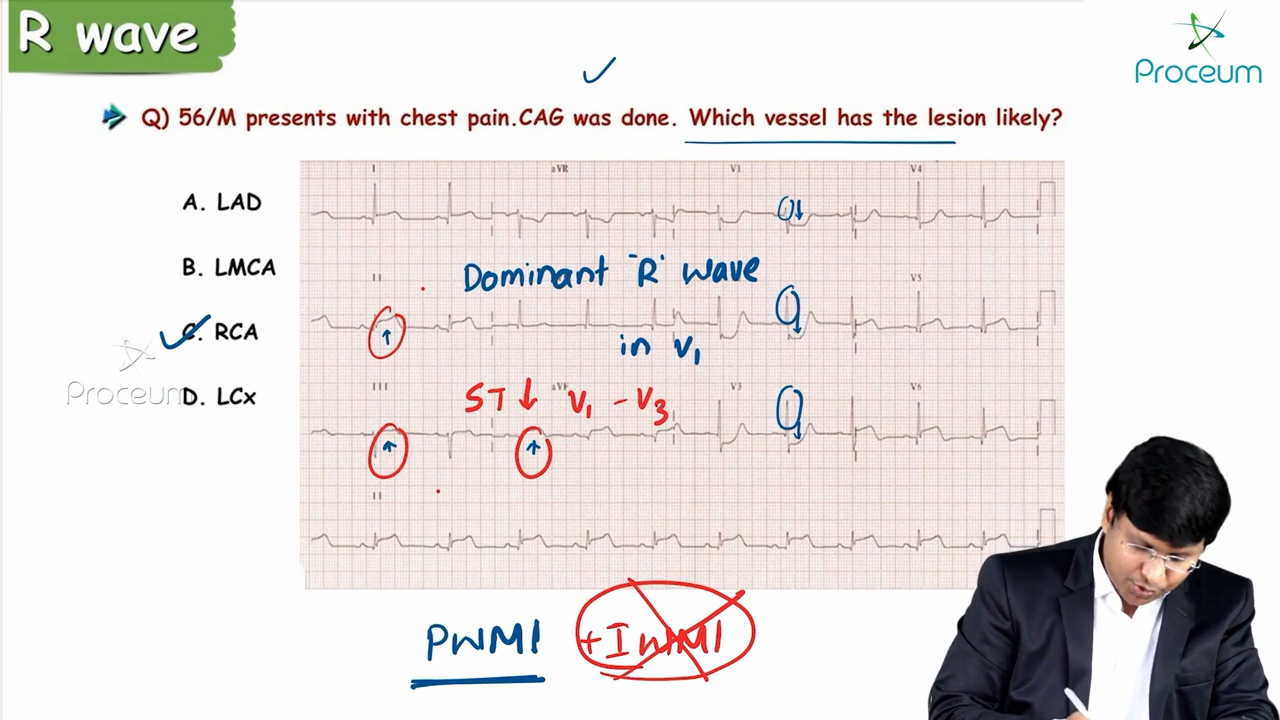 R wave
Proceum
Q) 56/M presents with chest pain.CAG was done. Which vessel has the lesion likely?
A. LAD
B. LMCA
C. RCA
D. LCx
Proceum
I aVR V1 V4
II V5
III aVF V3 V6
II
Dominant "R" wave
in V1
ST ↓ V1 - V3
PWMI + IWMI